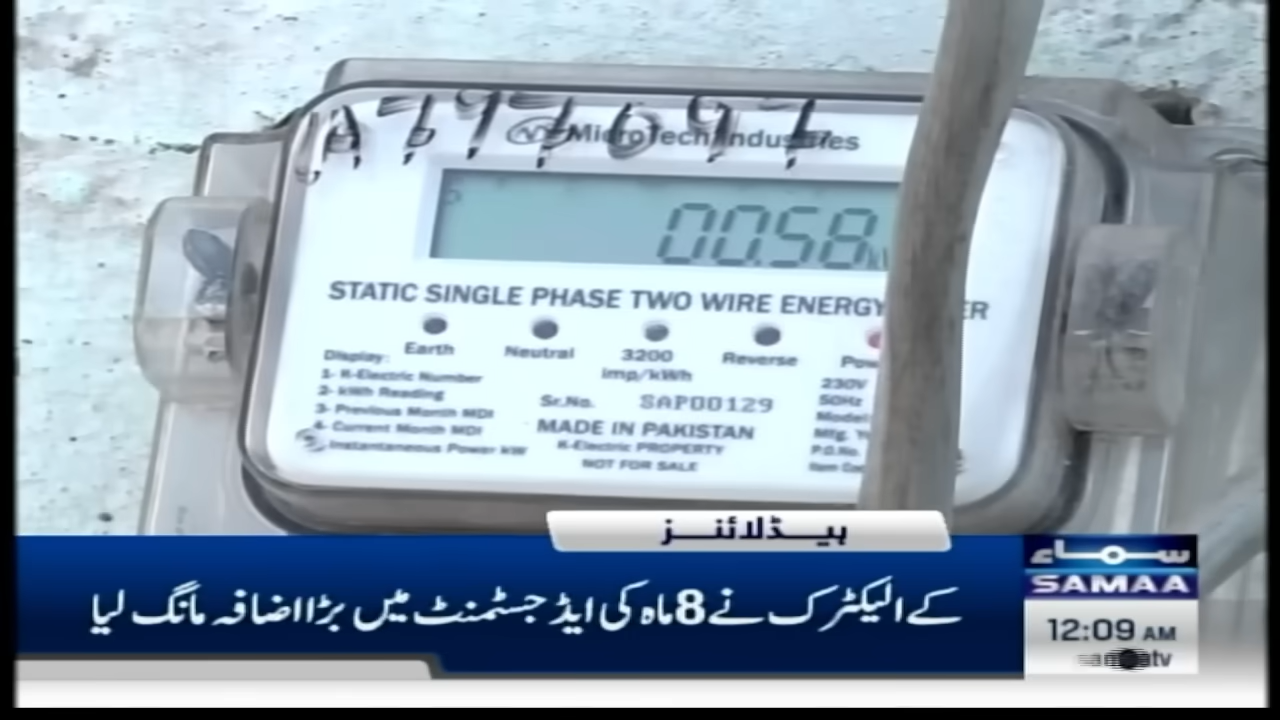 MicroTech Industries
00.58
STATIC SINGLE PHASE TWO WIRE ENERGY
Earth
Neutral
3200
imp/kWh
Reverse
Display:
1- K-Electric Number
2- kWh Reading
3- Previous Month MDI
4- Current Month MDI
Instantaneous Power kW
Sr.No. SAP00129
MADE IN PAKISTAN
K-Electric PROPERTY
NOT FOR SALE
230V
50Hz
Model
ہیڈلائنز
کے الیکٹرک نے 8 ماہ کی ایڈجسٹمنٹ میں بڑا اضافہ مانگ لیا
سماء
SAMAA
12:09 AM